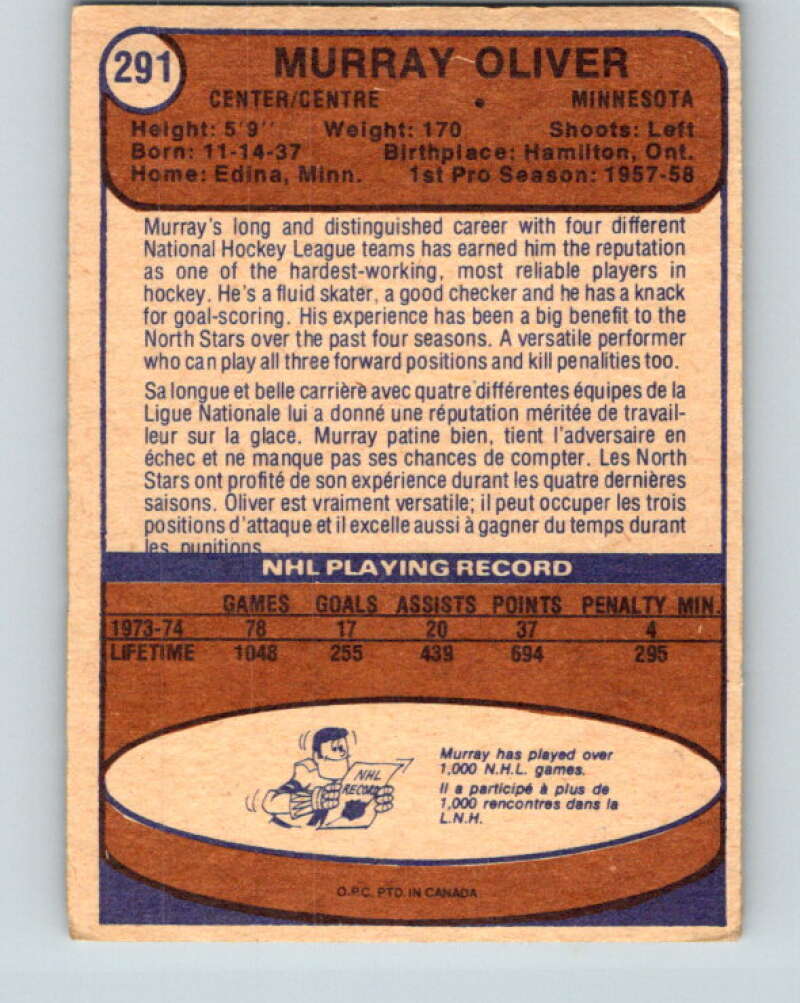 291
MURRAY OLIVER
CENTER/CENTRE • MINNESOTA
Height: 5'9'' Weight: 170 Shoots: Left
Born: 11-14-37 Birthplace: Hamilton, Ont.
Home: Edina, Minn. 1st Pro Season: 1957-58
Murray's long and distinguished career with four different
National Hockey League teams has earned him the reputation
as one of the hardest-working, most reliable players in
hockey. He's a fluid skater, a good checker and he has a knack
for goal-scoring. His experience has been a big benefit to the
North Stars over the past four seasons. A versatile performer
who can play all three forward positions and kill penalities too.
Sa longue et belle carrière avec quatre différentes équipes de la
Ligue Nationale lui a donné une réputation méritée de travail-
leur sur la glace. Murray patine bien, tient l'adversaire en
échec et ne manque pas ses chances de compter. Les North
Stars ont profité de son expérience durant les quatre dernières
saisons. Oliver est vraiment versatile; il peut occuper les trois
positions d'attaque et il excelle aussi à gagner du temps durant
les punitions
NHL PLAYING RECORD
GAMES GOALS ASSISTS POINTS PENALTY MIN.
1973-74 78 17 20 37 4
LIFETIME 1048 255 439 694 295
NHL
RECORD
Murray has played over
1,000 N.H.L. games.
Il a participé à plus de
1,000 rencontres dans la
L.N.H.
O.P.C. PTD. IN CANADA